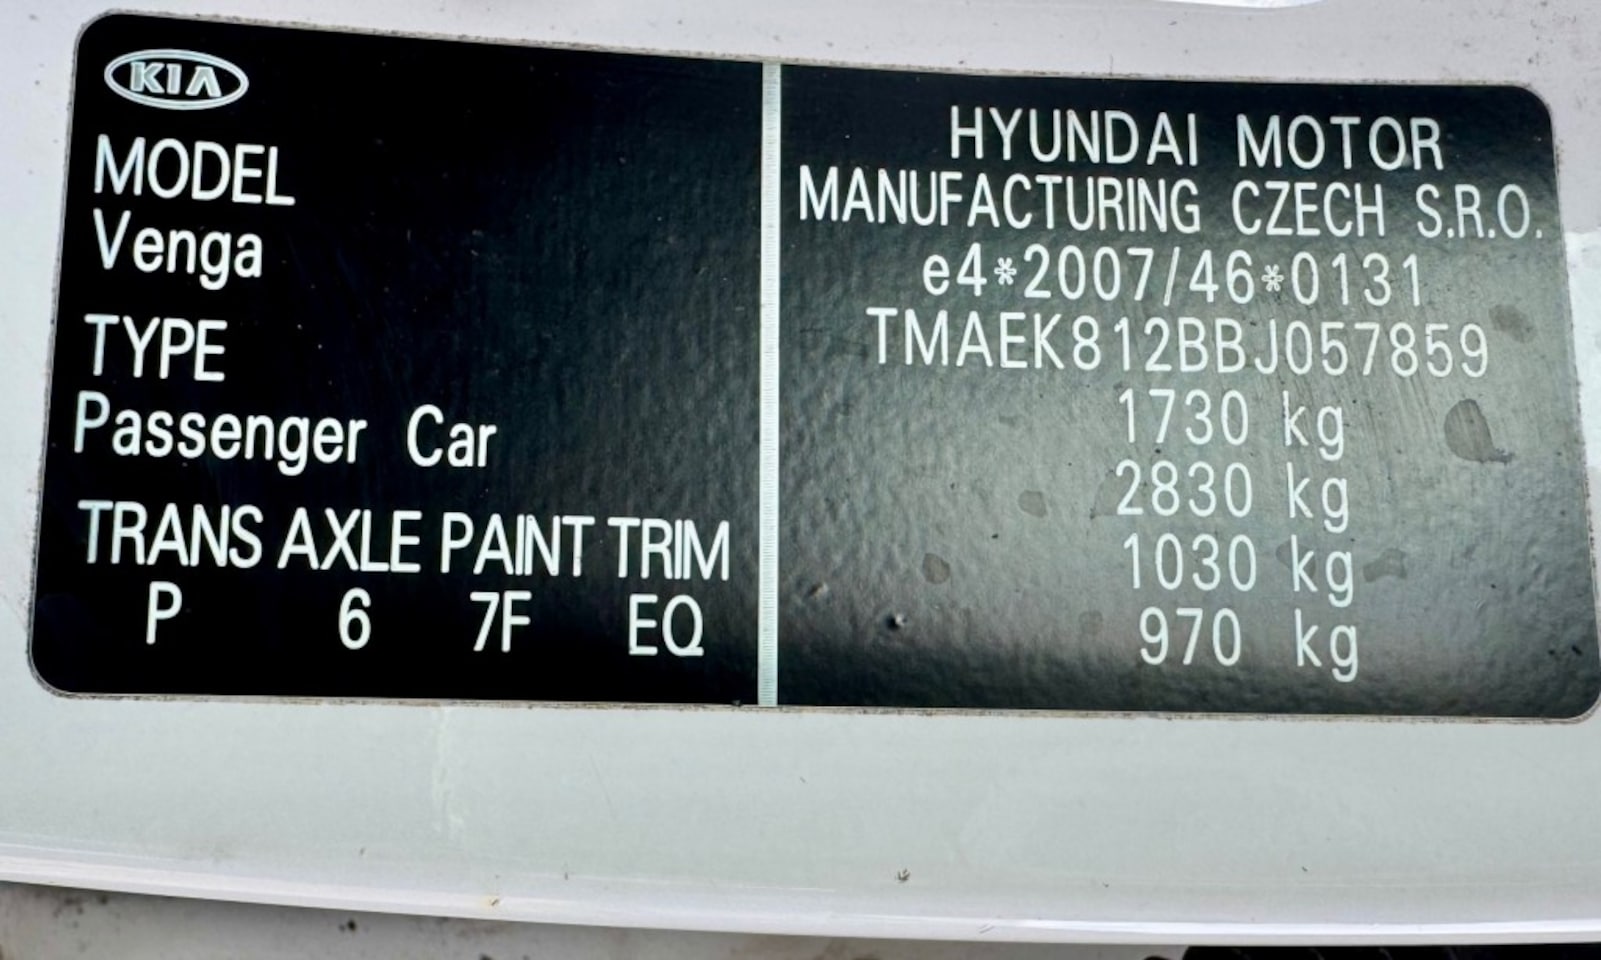 KIA
MODEL
Venga
TYPE
Passenger Car
TRANS AXLE PAINT TRIM
P 6 7F EQ
HYUNDAI MOTOR
MANUFACTURING CZECH S.R.O.
e4*2007/46*0131
TMAEK812BBJ057859
1730 kg
2830 kg
1030 kg
970 kg